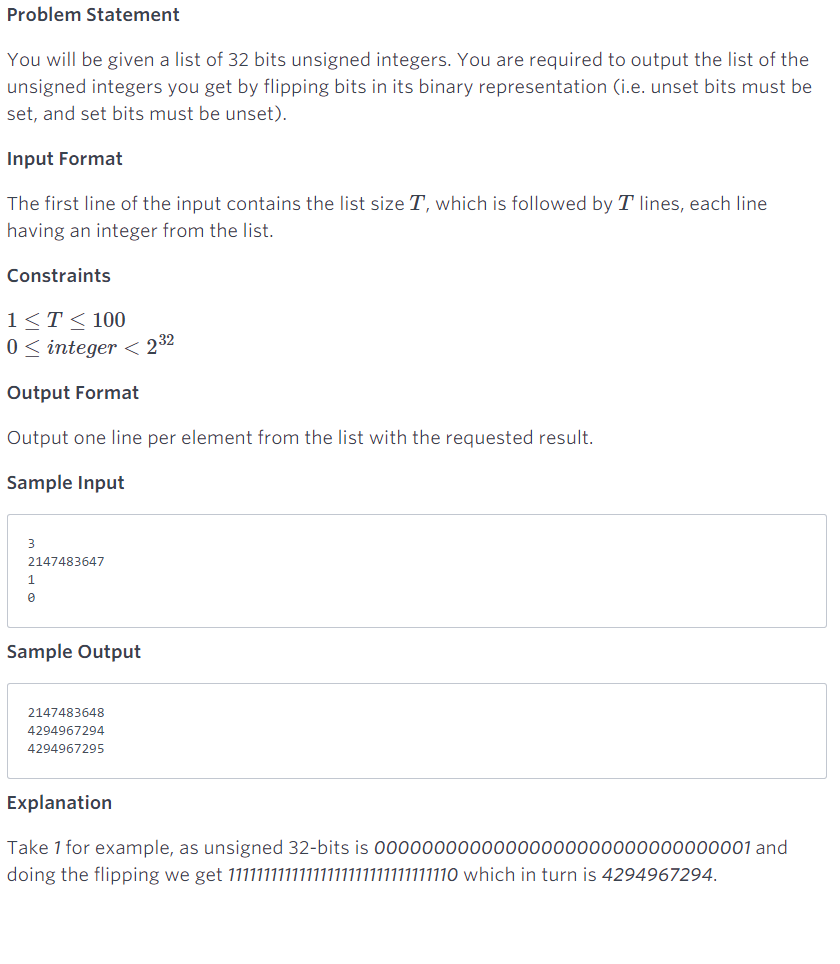 Problem Statement
You will be given a list of 32 bits unsigned integers. You are required to output the list of the
unsigned integers you get by flipping bits in its binary representation (i.e. unset bits must be
set, and set bits must be unset).
Input Format
The first line of the input contains the list size T, which is followed by T lines, each line
having an integer from the list.
Constraints
1 ≤ T ≤ 100
0 ≤ integer < 2^32
Output Format
Output one line per element from the list with the requested result.
Sample Input
3
2147483647
1
0
Sample Output
2147483648
4294967294
4294967295
Explanation
Take 1 for example, as unsigned 32-bits is 00000000000000000000000000000001 and
doing the flipping we get 11111111111111111111111111111110 which in turn is 4294967294.